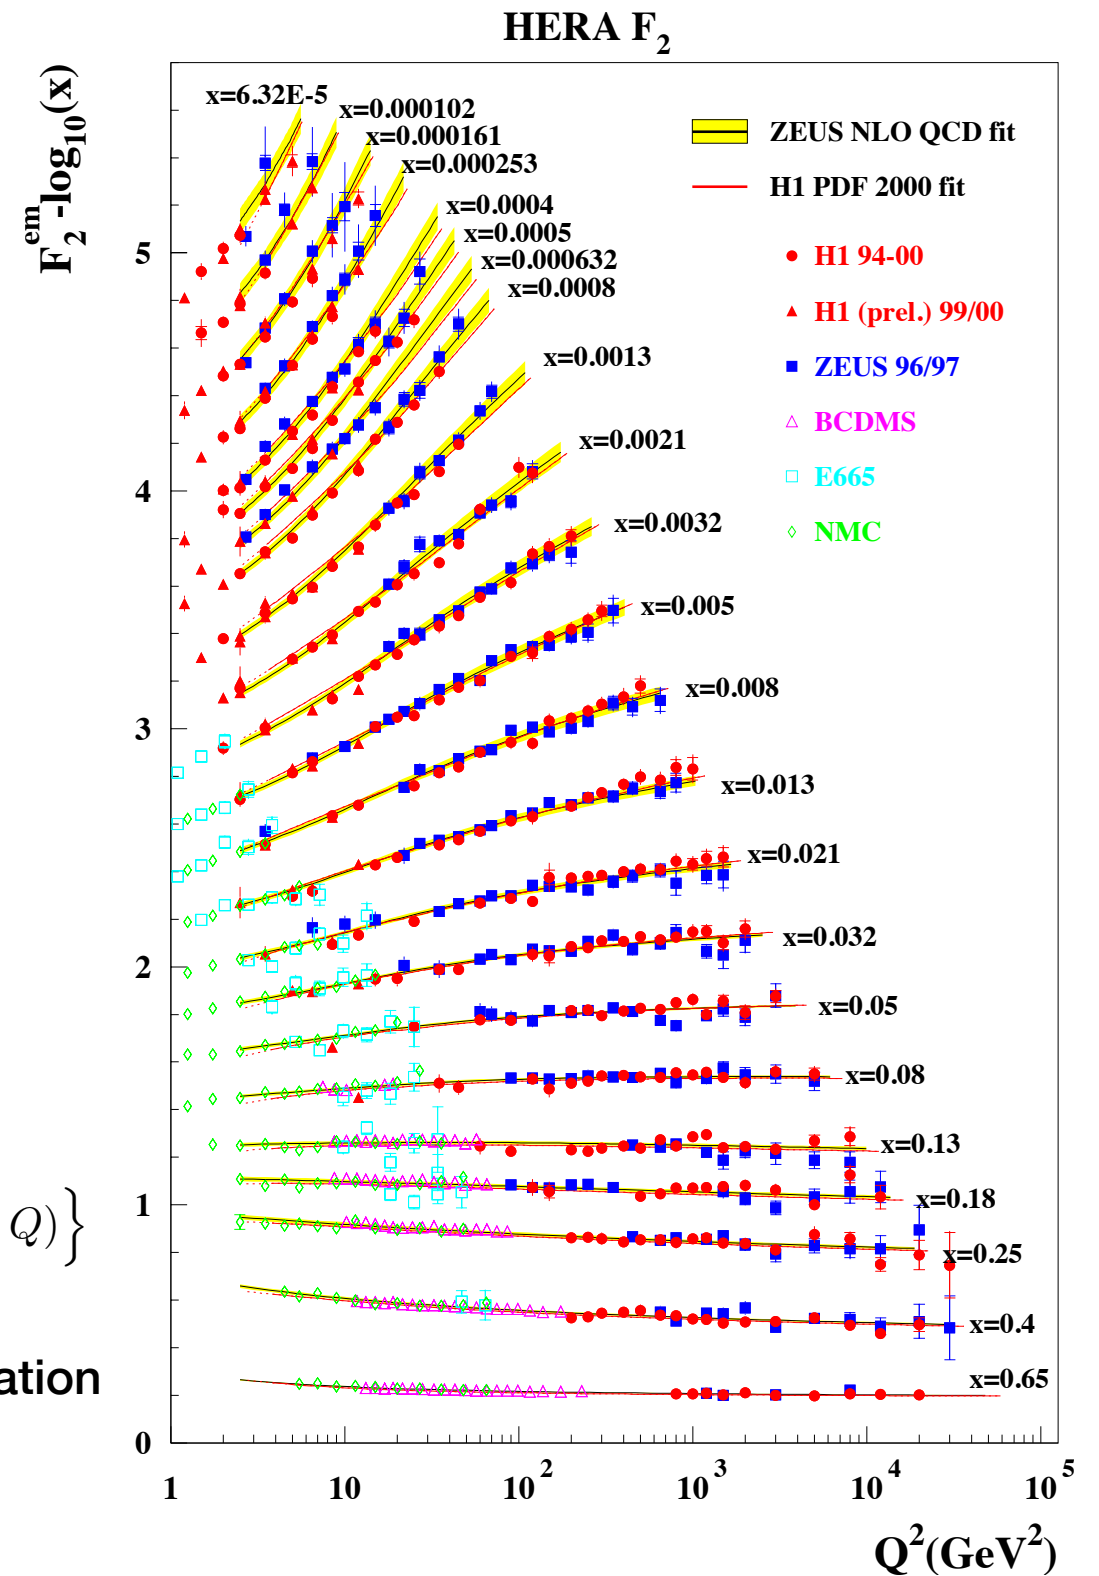 HERA F₂
F₂^em -log₁₀(x)
x=6.32E-5
x=0.000102
x=0.000161
x=0.000253
x=0.0004
x=0.0005
x=0.000632
x=0.0008
x=0.0013
x=0.0021
x=0.0032
x=0.005
x=0.008
x=0.013
x=0.021
x=0.032
x=0.05
x=0.08
x=0.13
x=0.18
x=0.25
x=0.4
x=0.65
ZEUS NLO QCD fit
H1 PDF 2000 fit
H1 94-00
H1 (prel.) 99/00
ZEUS 96/97
BCDMS
E665
NMC
5
4
3
2
1
0
Q)}
ation
1 10 10² 10³ 10⁴ 10⁵
Q²(GeV²)